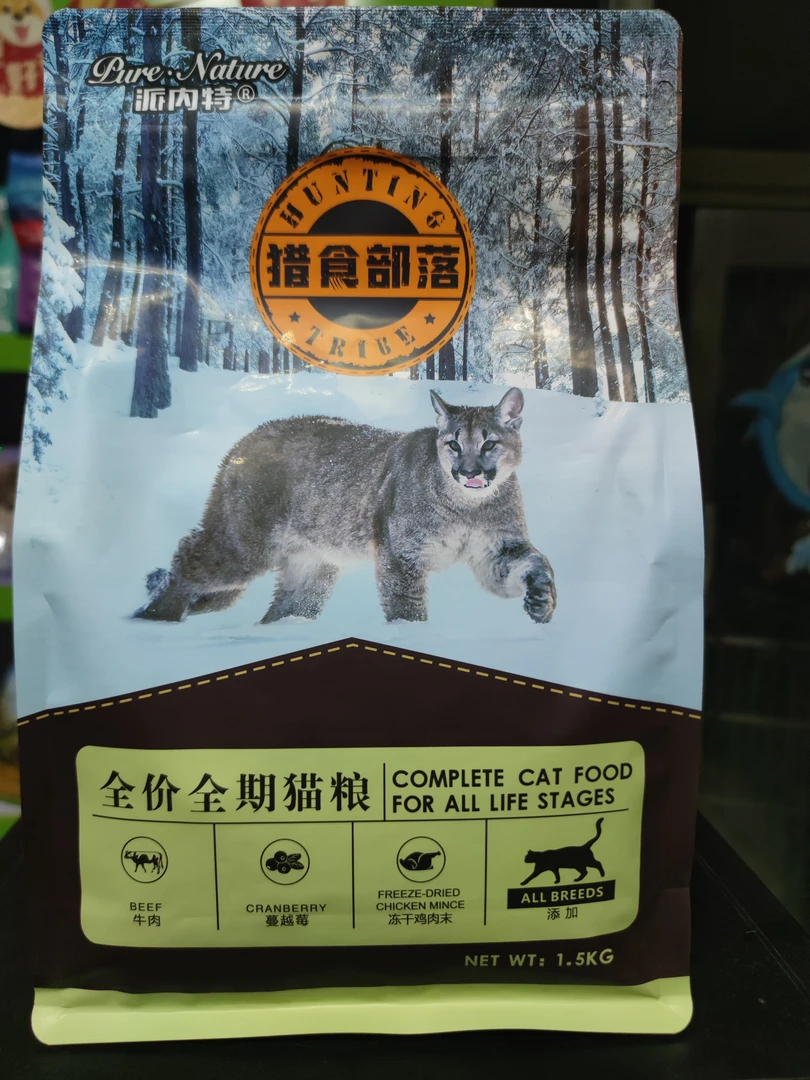 Pure·Nature
派内特®
HUNTING
猎食部落
TRIBE
全价全期猫粮
COMPLETE CAT FOOD
FOR ALL LIFE STAGES
BEEF
牛肉
CRANBERRY
蔓越莓
FREEZE-DRIED
CHICKEN MINCE
冻干鸡肉末
ALL BREEDS
添加
NET WT: 1.5KG